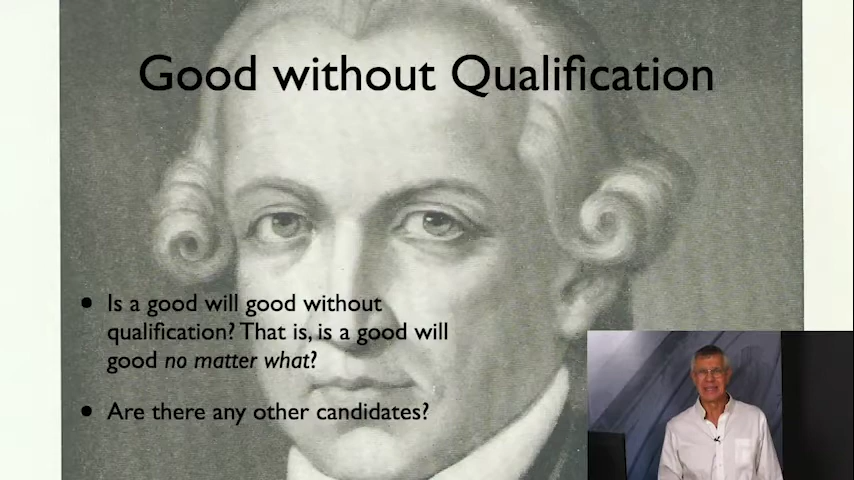 Good without Qualification
• Is a good will good without
qualification? That is, is a good will
good no matter what?
• Are there any other candidates?